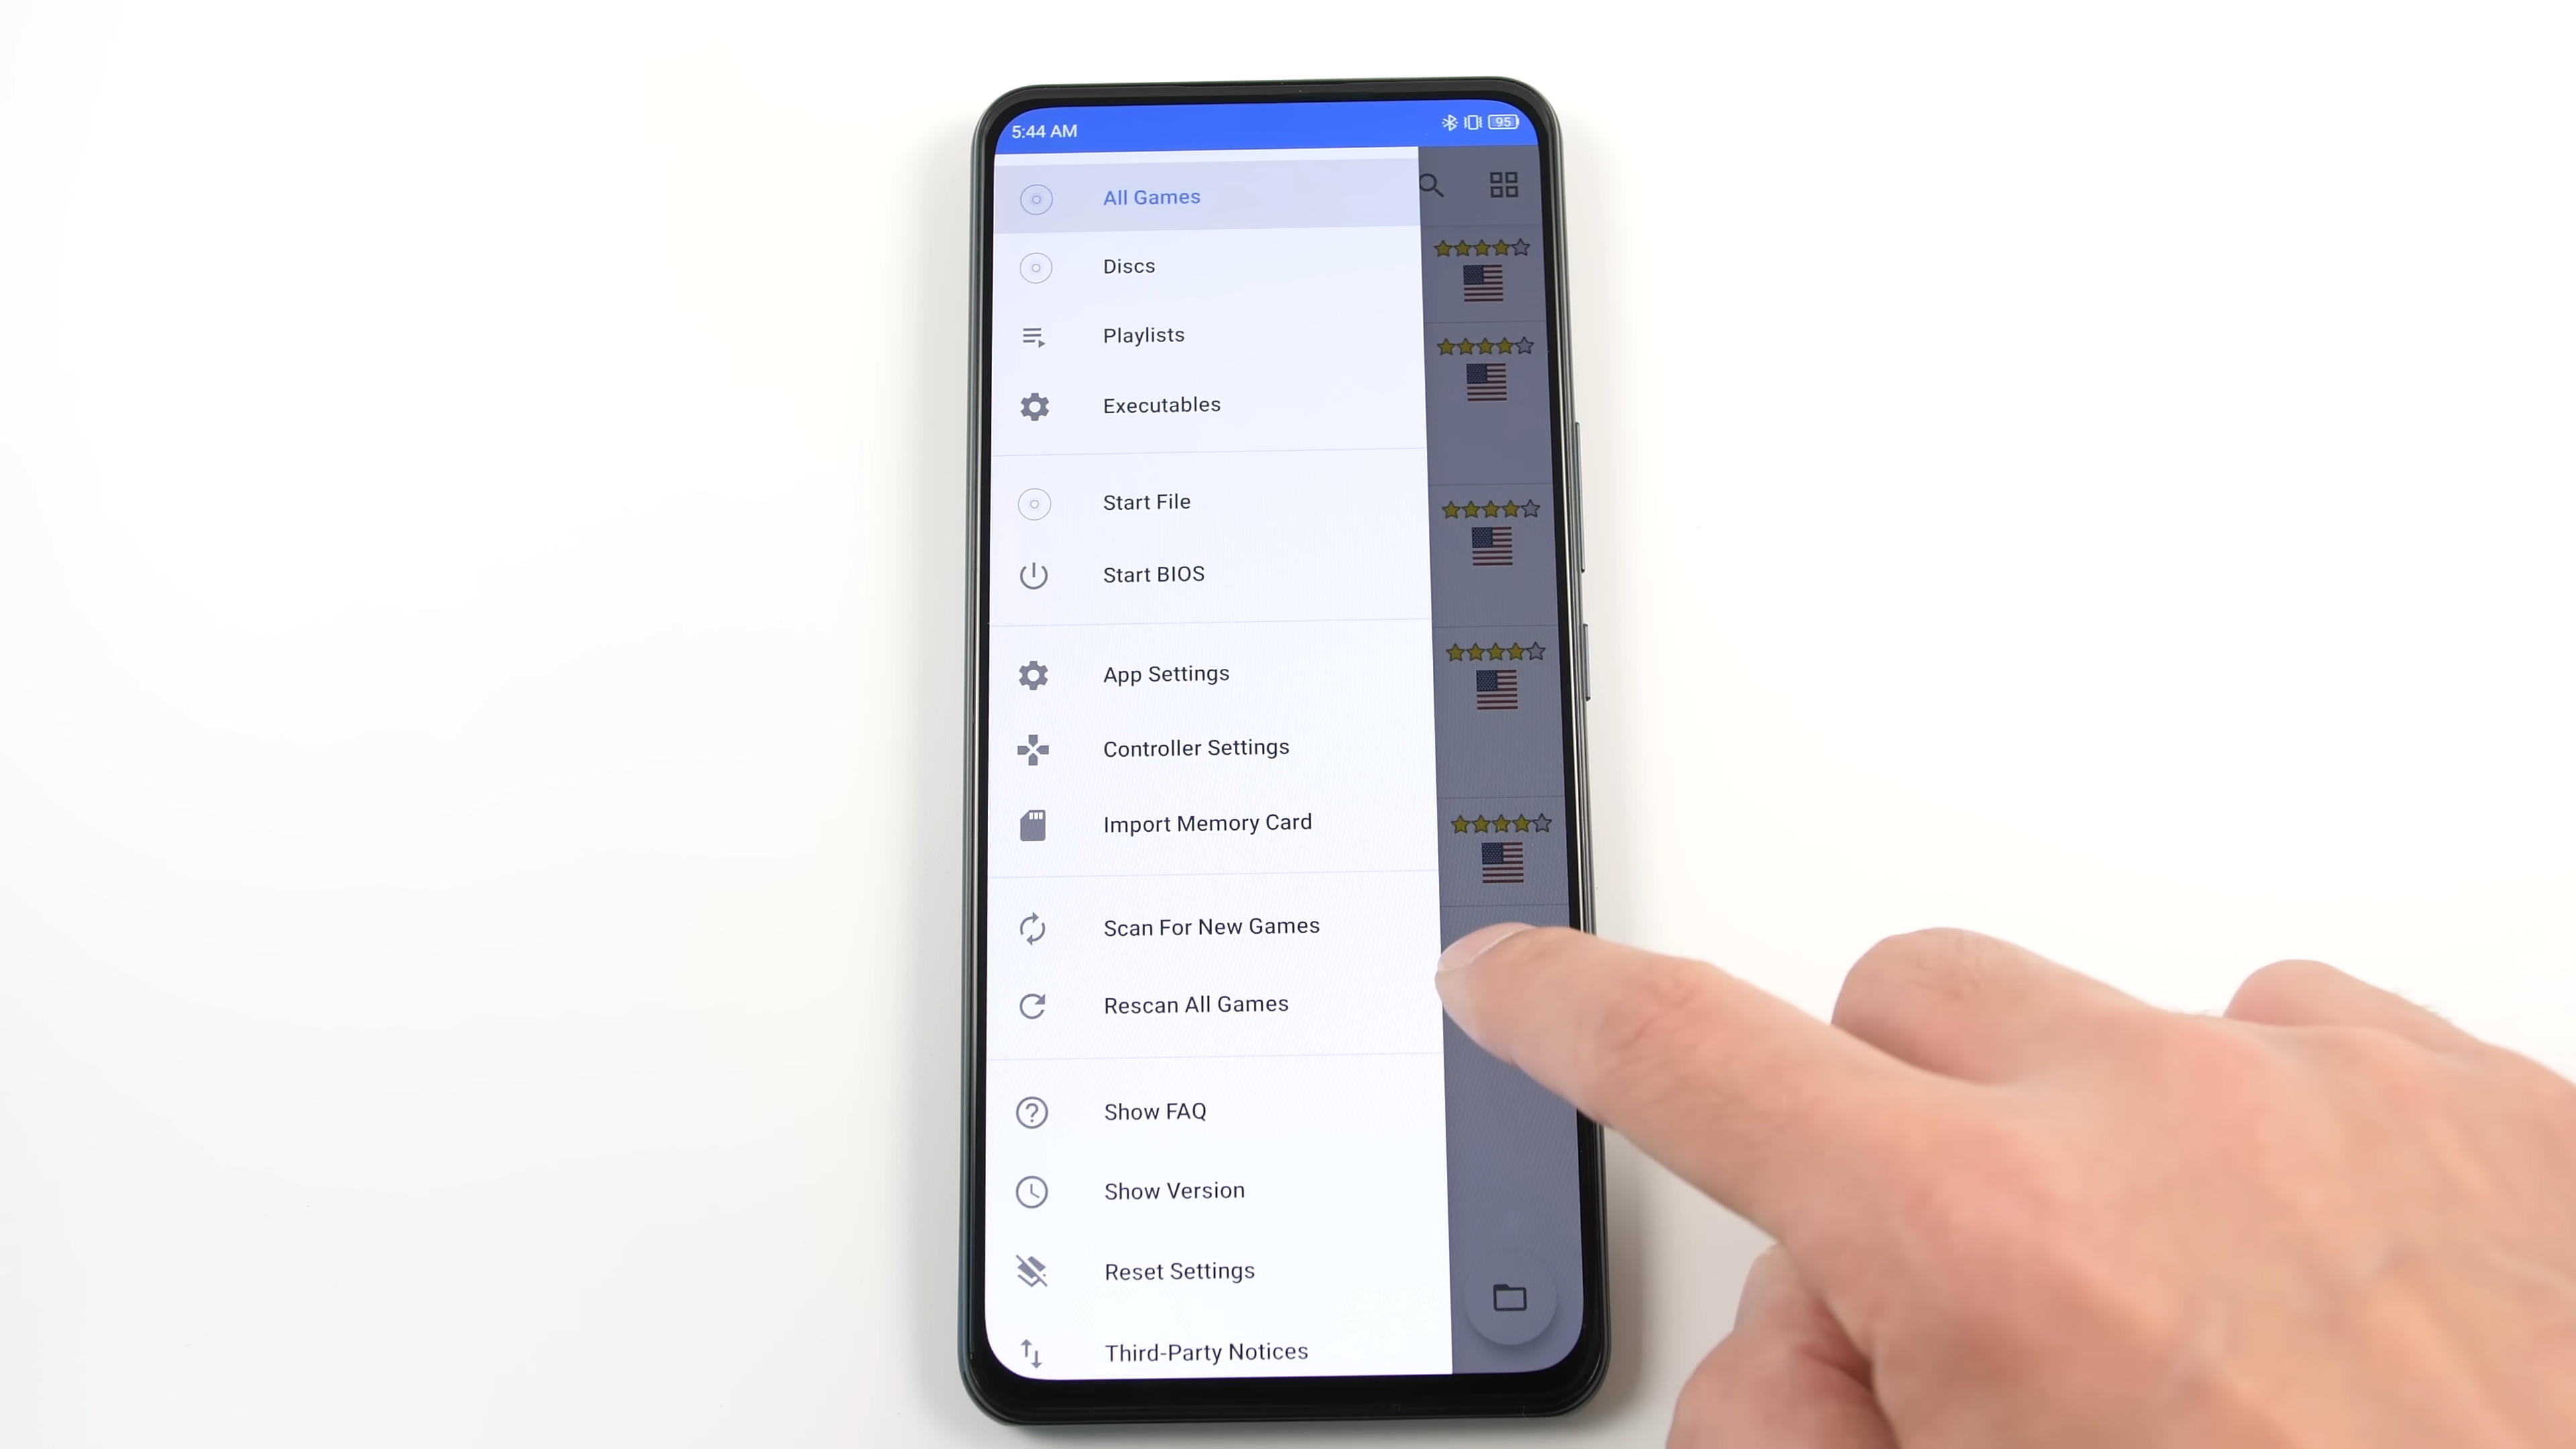 5:44 AM
95
All Games
Discs
Playlists
Executables
Start File
Start BIOS
App Settings
Controller Settings
Import Memory Card
Scan For New Games
Rescan All Games
Show FAQ
Show Version
Reset Settings
Third-Party Notices